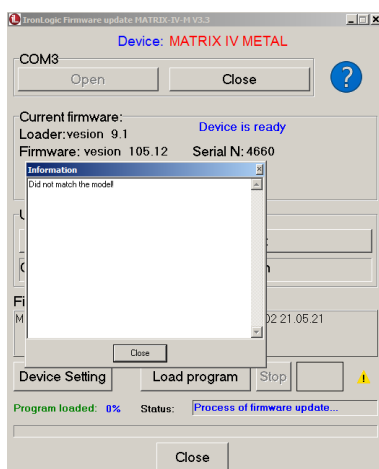 IronLogic Firmware update MATRIX-IV-M V3.3
Device: MATRIX IV METAL
COM3
Open
Close
?
Current firmware:
Device is ready
Loader:vesion 9.1
Firmware: vesion 105.12 Serial N: 4660
Information
Did not match the model!
Close
Fi
M
02 21.05.21
Device Setting
Load program
Stop
Program loaded: 0% Status: Process of firmware update...
Close